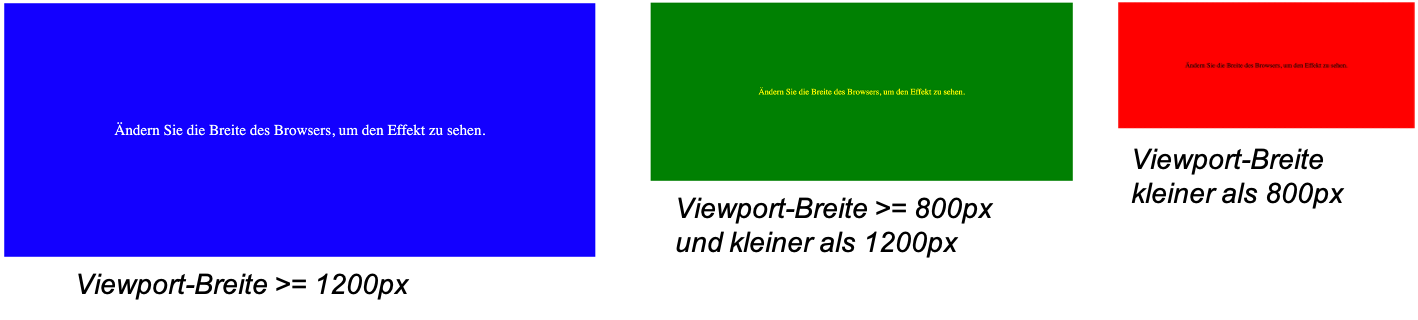 Ändern Sie die Breite des Browsers, um den Effekt zu sehen.
Viewport-Breite >= 1200px
Ändern Sie die Breite des Browsers, um den Effekt zu sehen.
Viewport-Breite >= 800px
und kleiner als 1200px
Ändern Sie die Breite des Browsers, um den Effekt zu sehen.
Viewport-Breite
kleiner als 800px